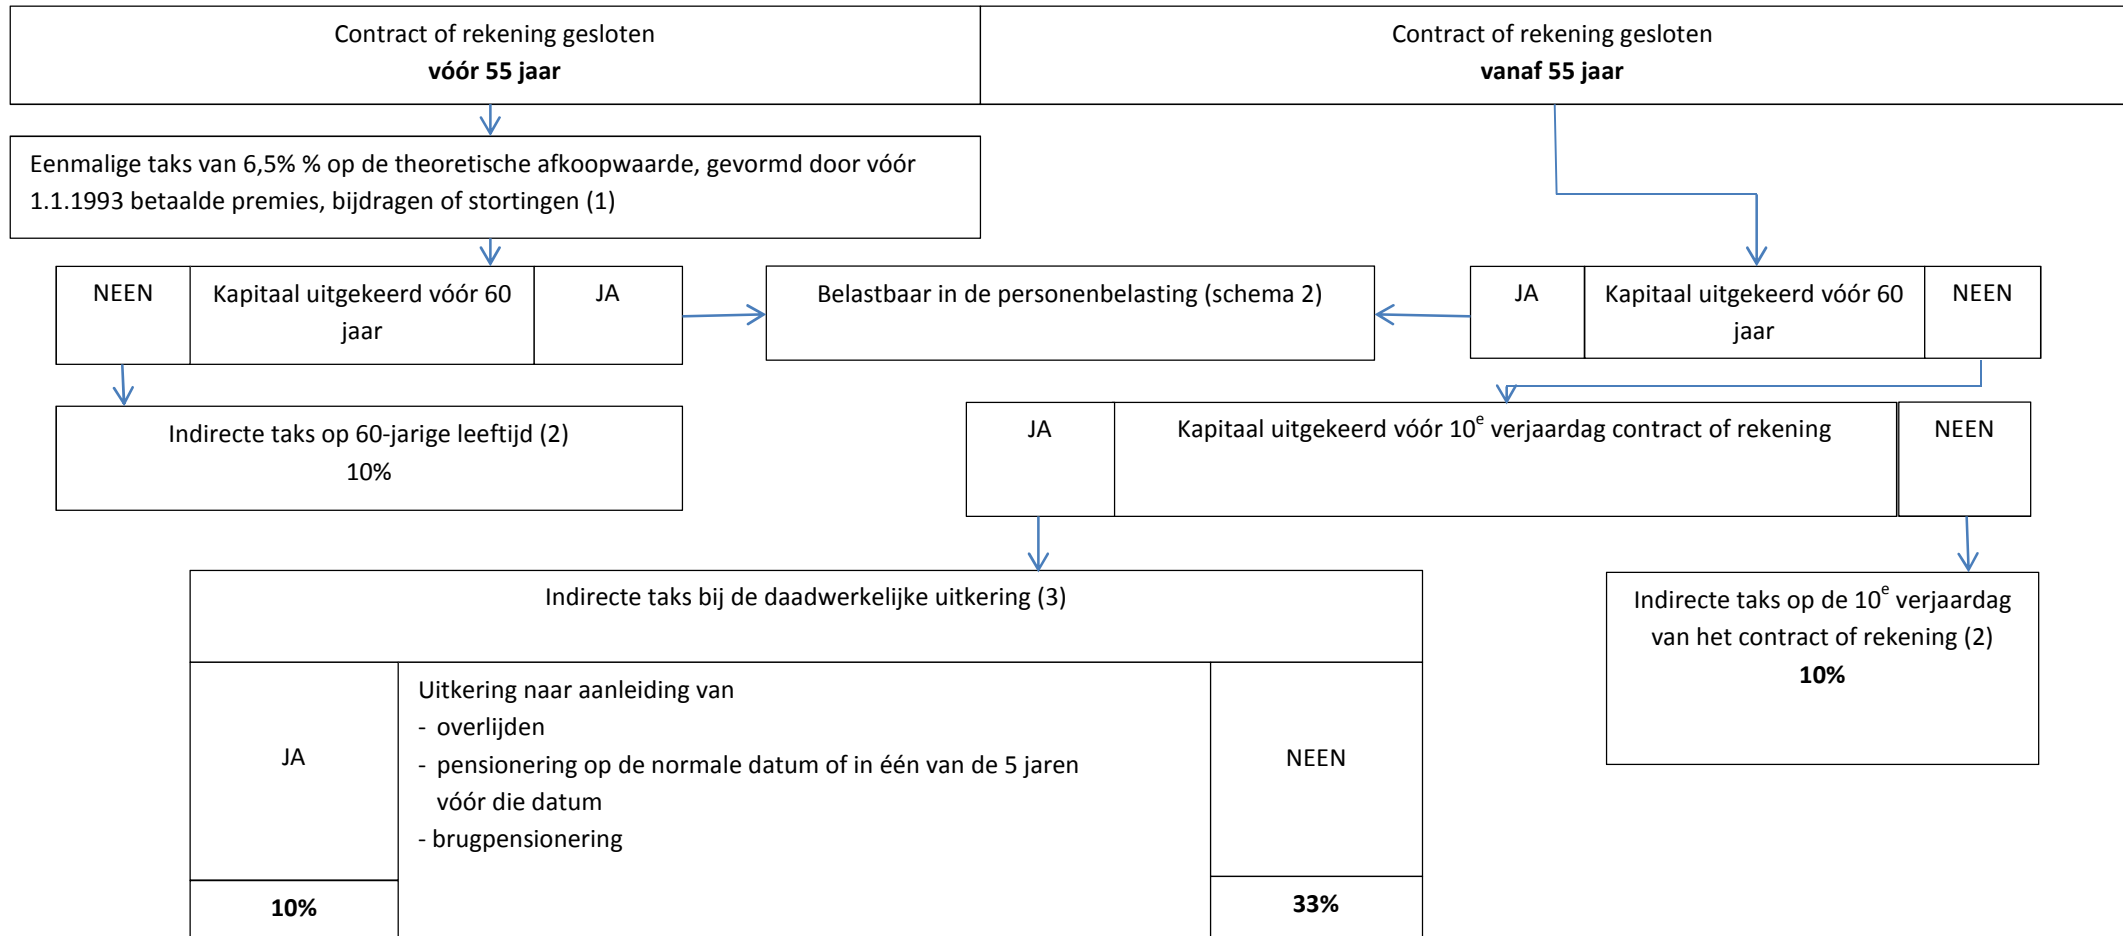 Contract of rekening gesloten
vóór 55 jaar
Contract of rekening gesloten
vanaf 55 jaar
Eenmalige taks van 6,5% % op de theoretische afkoopwaarde, gevormd door vóór
1.1.1993 betaalde premies, bijdragen of stortingen (1)
NEEN
Kapitaal uitgekeerd vóór 60
jaar
JA
Belastbaar in de personenbelasting (schema 2)
JA
Kapitaal uitgekeerd vóór 60
jaar
NEEN
Indirecte taks op 60-jarige leeftijd (2)
10%
JA
Kapitaal uitgekeerd vóór 10e verjaardag contract of rekening
NEEN
Indirecte taks bij de daadwerkelijke uitkering (3)
JA
10%
Uitkering naar aanleiding van
- overlijden
- pensionering op de normale datum of in één van de 5 jaren
vóór die datum
- brugpensionering
NEEN
33%
Indirecte taks op de 10e verjaardag
van het contract of rekening (2)
10%